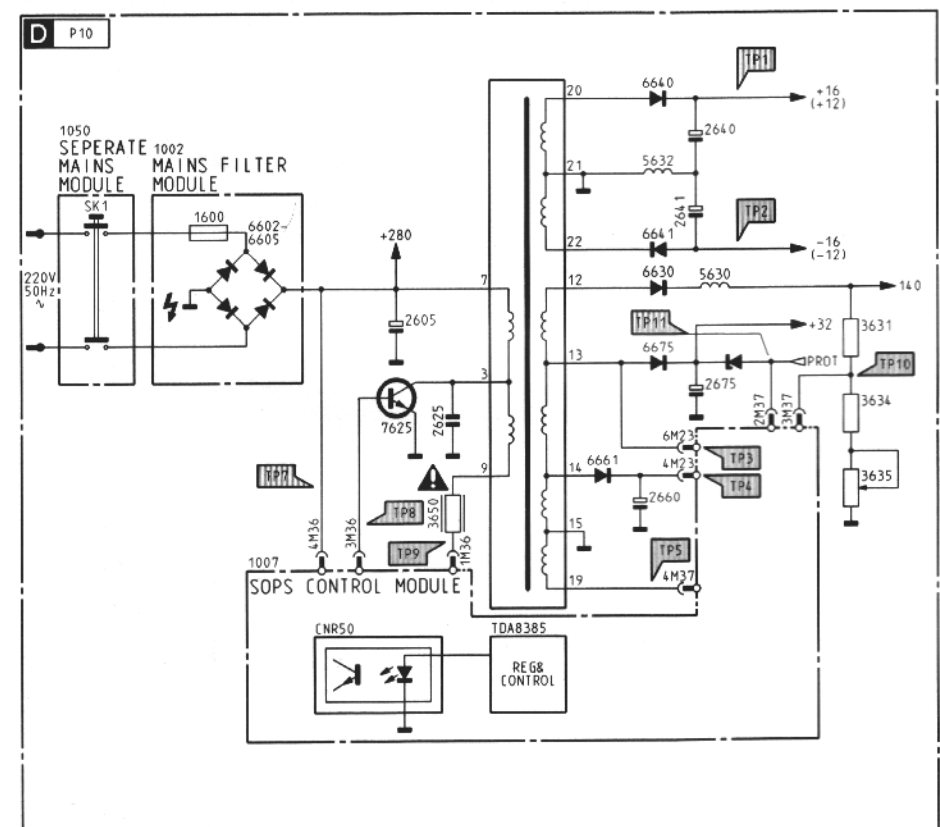 D P10
TP1
20
6640
+16
(+12)
2640
1050
SEPERATE
MAINS
MODULE
1002
MAINS FILTER
MODULE
21
5632
SK1
1600
6602-
6605
2641
TP2
22
6641
-16
(-12)
+280
220V
50Hz
~
7
12
6630
5630
140
2605
TP11
+32
3631
13
6675
PROT
TP10
3
2675
2M37
3M37
3634
7625
2625
6M23
TP3
9
14
6661
4M23
TP4
3635
TP7
2660
4M36
3M36
TP8
3650
15
TP9
1M36
TP5
1007
SOPS CONTROL MODULE
19
4M37
CNR50
TDA8385
REG&
CONTROL